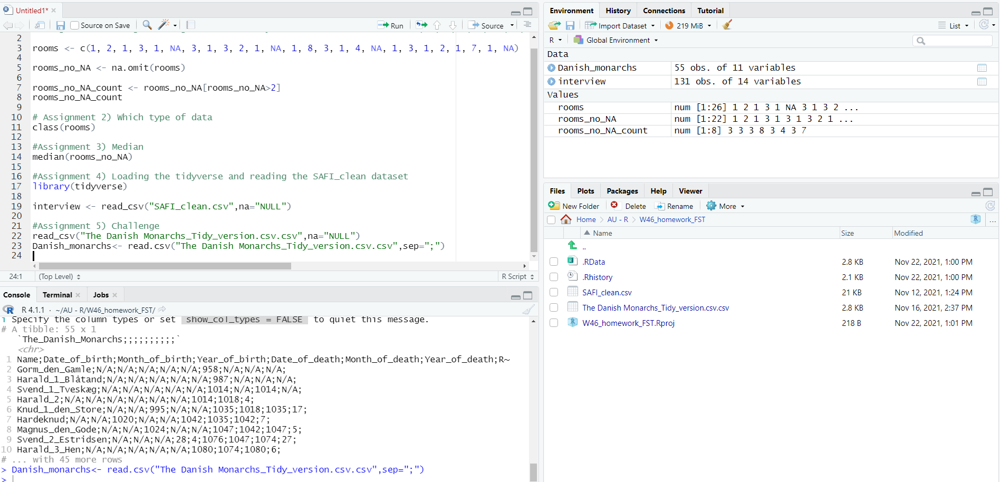 Untitled1*
Source on Save
Run
Source
2
3 rooms <- c(1, 2, 1, 3, 1, NA, 3, 1, 3, 2, 1, NA, 1, 8, 3, 1, 4, NA, 1, 3, 1, 2, 1, 7, 1, NA)
4
5 rooms_no_NA <- na.omit(rooms)
6
7 rooms_no_NA_count <- rooms_no_NA[rooms_no_NA>2]
8 rooms_no_NA_count
9
10 # Assignment 2) Which type of data
11 class(rooms)
12
13 #Assignment 3) Median
14 median(rooms_no_NA)
15
16 #Assignment 4) Loading the tidyverse and reading the SAFI_clean dataset
17 library(tidyverse)
18
19 interview <- read_csv("SAFI_clean.csv",na="NULL")
20
21 #Assignment 5) Challenge
22 read_csv("The Danish Monarchs_Tidy_version.csv.csv",na="NULL")
23 Danish_monarchs<- read.csv("The Danish Monarchs_Tidy_version.csv.csv",sep=";")
24
24:1 (Top Level) R Script
Console Terminal Jobs
R 4.1.1 · ~/AU - R/W46_homework_FST/
i Specify the column types or set `show_col_types = FALSE` to quiet this message.
# A tibble: 55 x 1
`The_Danish_Monarchs;;;;;;;;;;`
<chr>
1 Name;Date_of_birth;Month_of_birth;Year_of_birth;Date_of_death;Month_of_death;Year_of_death;R~
2 Gorm_den_Gamle;N/A;N/A;N/A;N/A;N/A;958;N/A;N/A;N/A;
3 Harald_1_Blåtand;N/A;N/A;N/A;N/A;N/A;987;N/A;N/A;N/A;
4 Svend_1_Tveskæg;N/A;N/A;N/A;N/A;N/A;1014;N/A;1014;N/A;
5 Harald_2;N/A;N/A;N/A;N/A;N/A;N/A;1014;1018;4;
6 Knud_1_den_Store;N/A;N/A;995;N/A;N/A;1035;1018;1035;17;
7 Hardeknud;N/A;N/A;1020;N/A;N/A;1042;1035;1042;7;
8 Magnus_den_Gode;N/A;N/A;1024;N/A;N/A;1047;1042;1047;5;
9 Svend_2_Estridsen;N/A;N/A;N/A;28;4;1076;1047;1074;27;
10 Harald_3_Hen;N/A;N/A;N/A;N/A;N/A;1080;1074;1080;6;
# ... with 45 more rows
> Danish_monarchs<- read.csv("The Danish Monarchs_Tidy_version.csv.csv",sep=";")
>
Environment History Connections Tutorial
Import Dataset 219 MiB List
R Global Environment
Data
Danish_monarchs 55 obs. of 11 variables
interview 131 obs. of 14 variables
Values
rooms num [1:26] 1 2 1 3 1 NA 3 1 3 2 ...
rooms_no_NA num [1:22] 1 2 1 3 1 3 1 3 2 1 ...
rooms_no_NA_count num [1:8] 3 3 3 8 3 4 3 7
Files Plots Packages Help Viewer
New Folder Delete Rename More
Home AU - R W46_homework_FST ...
Name Size Modified
..
.RData 2.8 KB Nov 22, 2021, 1:00 PM
.Rhistory 2.1 KB Nov 22, 2021, 1:00 PM
SAFI_clean.csv 21 KB Nov 12, 2021, 1:24 PM
The Danish Monarchs_Tidy_version.csv.csv 2.8 KB Nov 16, 2021, 2:37 PM
W46_homework_FST.Rproj 218 B Nov 22, 2021, 1:01 PM